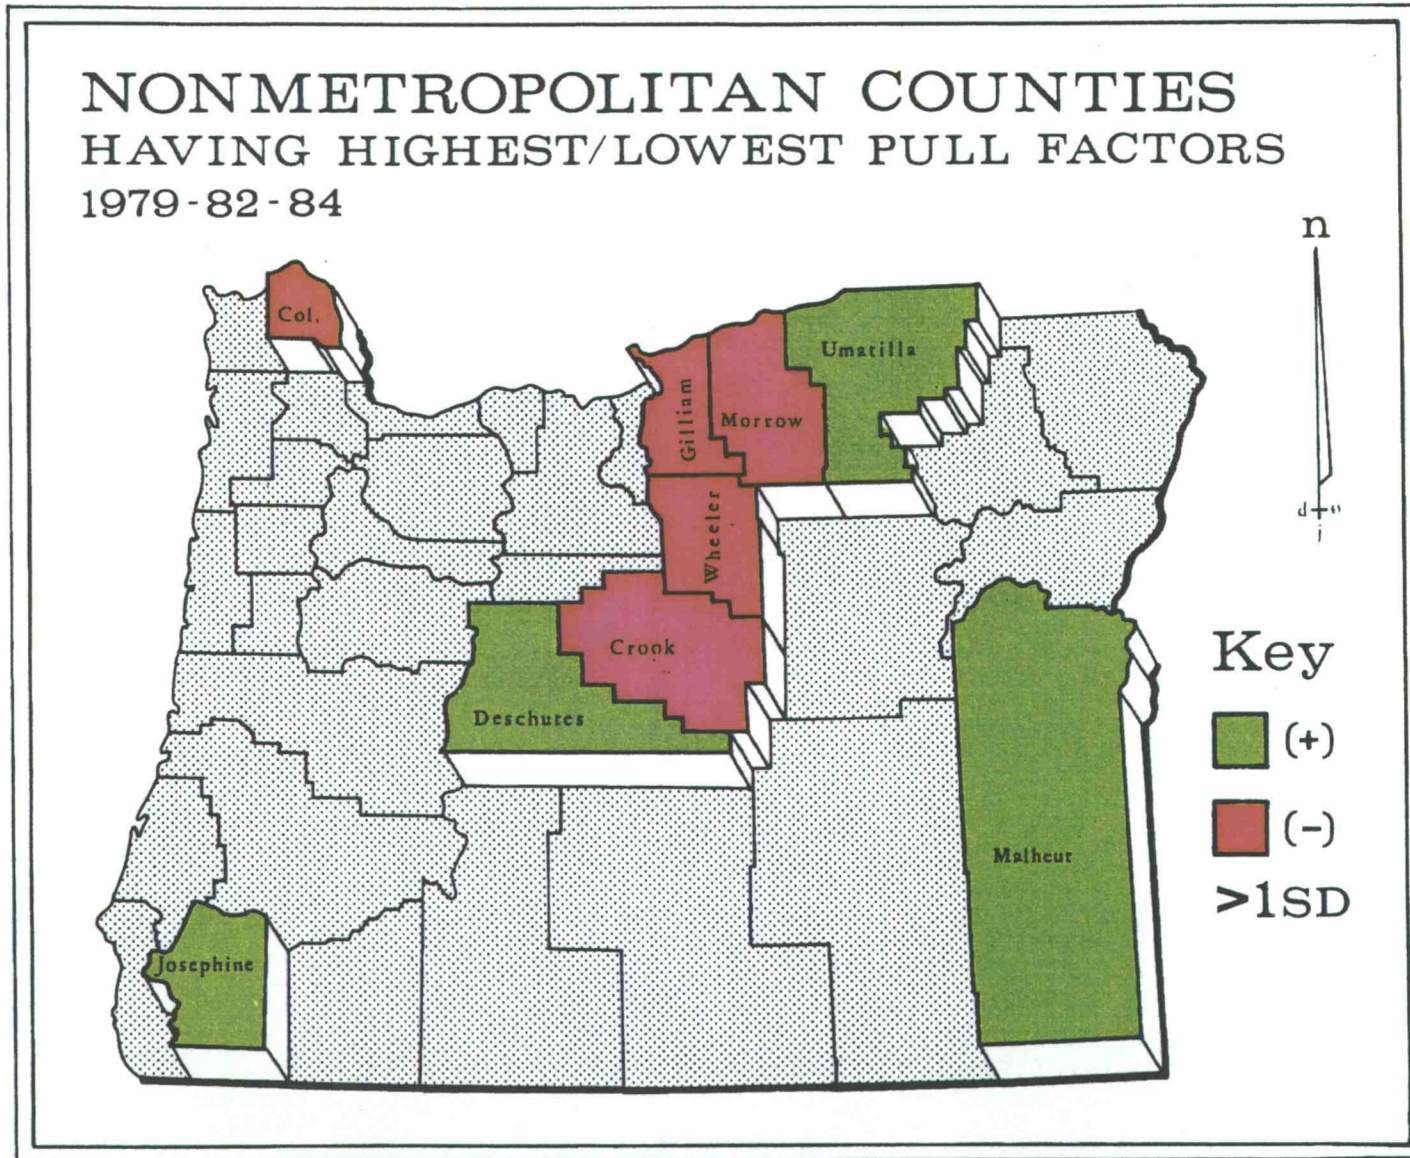 NONMETROPOLITAN COUNTIES
HAVING HIGHEST/LOWEST PULL FACTORS
1979-82-84
n
Col.
Umatilla
Gilliam
Morrow
Wheeler
Crook
Deschutes
Malheur
Josephine
Key
(+)
(-)
>1SD